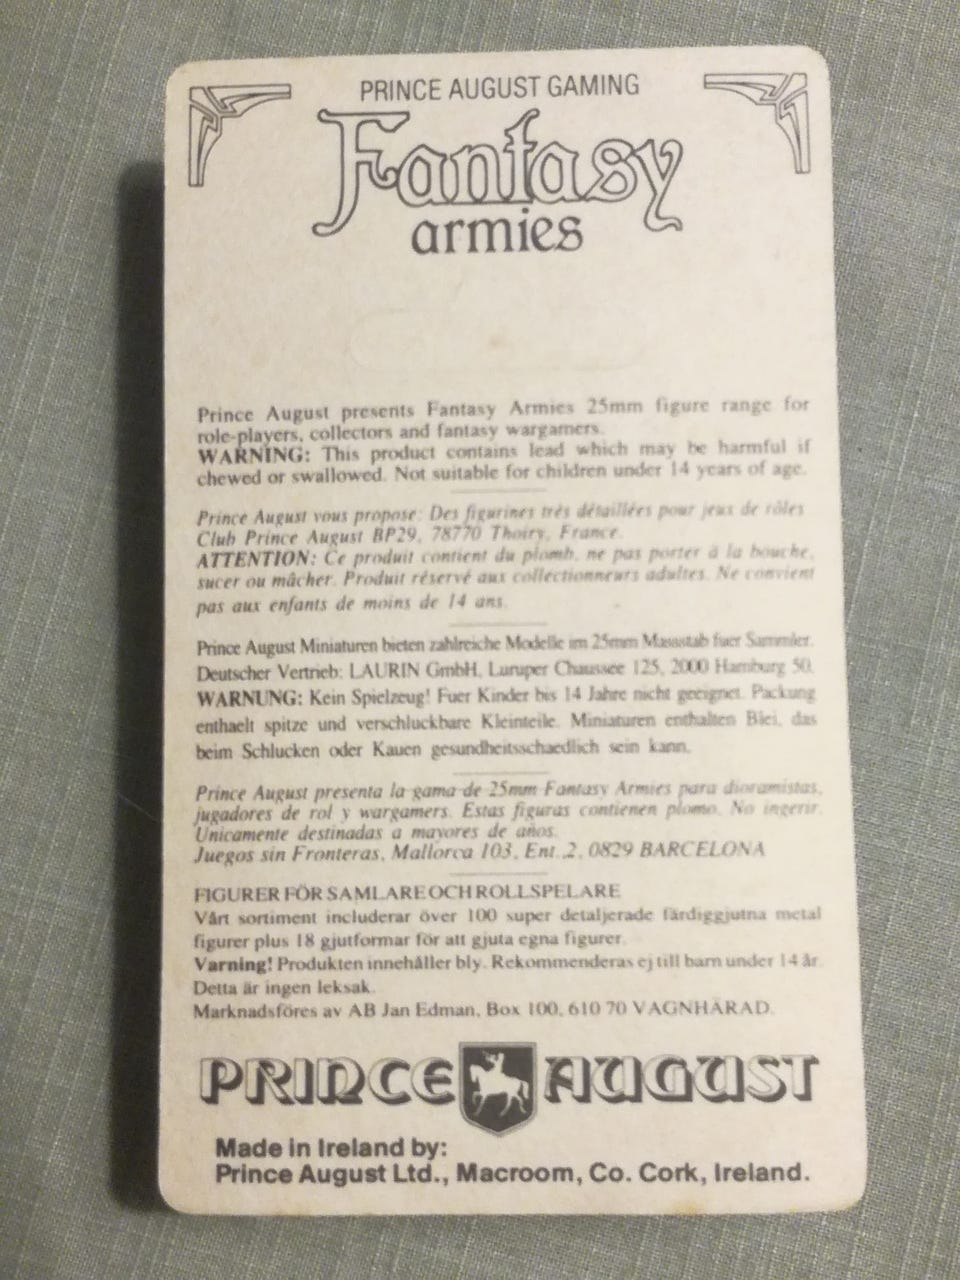 PRINCE AUGUST GAMING
Fantasy
armies
Prince August presents Fantasy Armies 25mm figure range for
role-players, collectors and fantasy wargamers.
WARNING: This product contains lead which may be harmful if
chewed or swallowed. Not suitable for children under 14 years of age.
Prince August vous propose: Des figurines très détaillées pour jeux de rôles
Club Prince August BP29, 78770 Thoiry, France.
ATTENTION: Ce produit contient du plomb, ne pas porter à la bouche,
sucer ou mâcher. Produit réservé aux collectionneurs adultes. Ne convient
pas aux enfants de moins de 14 ans.
Prince August Miniaturen bieten zahlreiche Modelle im 25mm Massstab fuer Sammler.
Deutscher Vertrieb: LAURIN GmbH, Luruper Chaussee 125, 2000 Hamburg 50.
WARNUNG: Kein Spielzeug! Fuer Kinder bis 14 Jahre nicht geeignet. Packung
enthaelt spitze und verschluckbare Kleinteile. Miniaturen enthalten Blei, das
beim Schlucken oder Kauen gesundheitsschaedlich sein kann.
Prince August presenta la gama de 25mm Fantasy Armies para dioramistas,
jugadores de rol y wargamers. Estas figuras contienen plomo. No ingerir.
Unicamente destinadas a mayores de años.
Juegos sin Fronteras, Mallorca 103, Ent. 2, 0829 BARCELONA
FIGURER FÖR SAMLARE OCH ROLLSPELARE
Vårt sortiment includerar över 100 super detaljerade färdiggjutna metal
figurer plus 18 gjutformar för att gjuta egna figurer.
Varning! Produkten innehåller bly. Rekommenderas ej till barn under 14 år.
Detta är ingen leksak.
Marknadsföres av AB Jan Edman, Box 100, 610 70 VAGNHÄRAD.
PRINCE AUGUST
Made in Ireland by:
Prince August Ltd., Macroom, Co. Cork, Ireland.